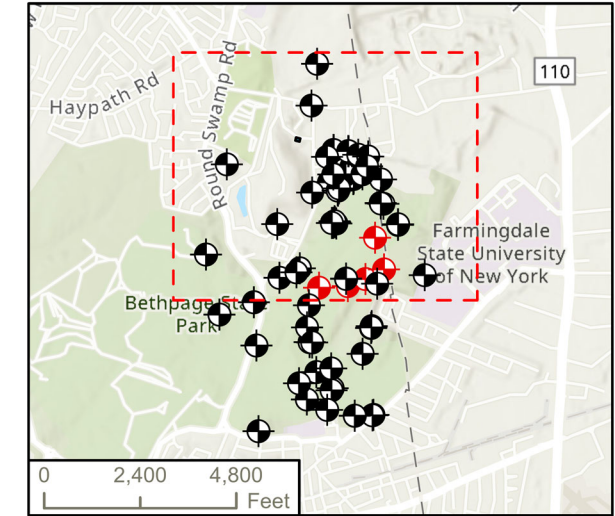 Haypath Rd
Round Swamp Rd
110
Farmingdale
State University
of New York
Bethpage State
Park
0 2,400 4,800
Feet